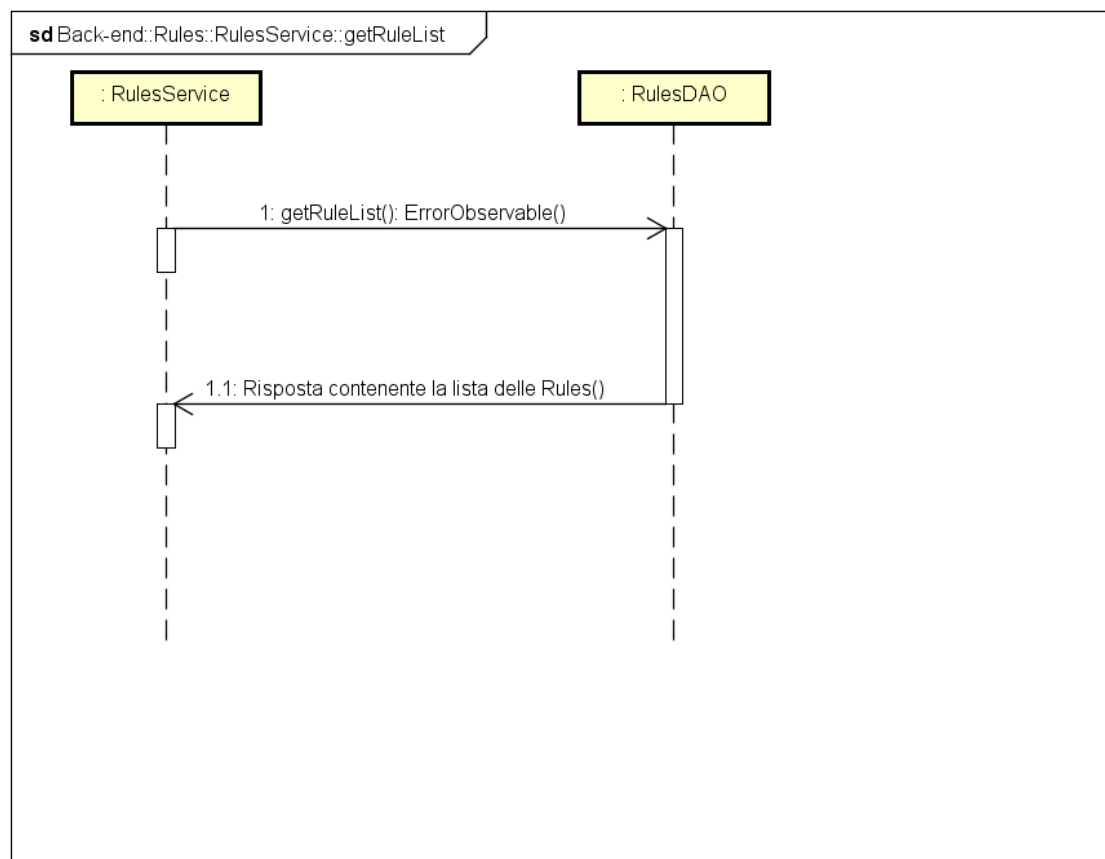 sd Back-end::Rules::RulesService::getRuleList
: RulesService
: RulesDAO
1: getRuleList(): ErrorObservable()
1.1: Risposta contenente la lista delle Rules()